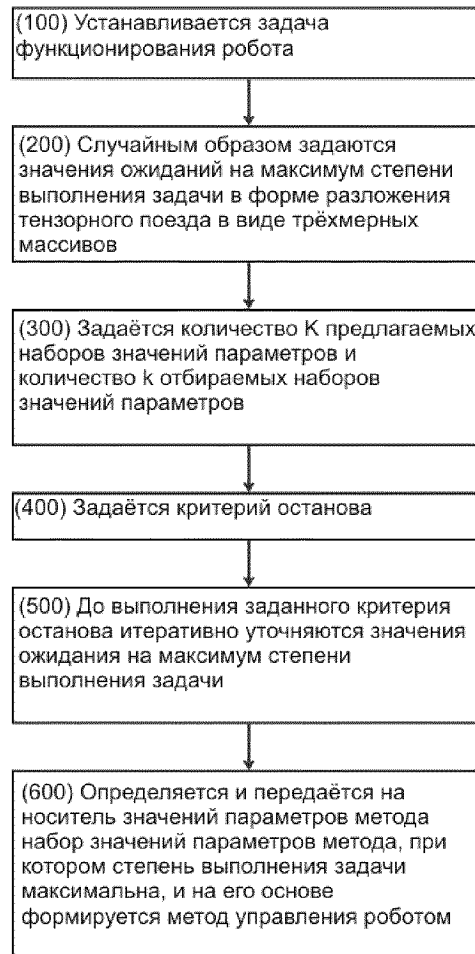 (100) Устанавливается задача
функционирования робота
(200) Случайным образом задаются
значения ожиданий на максимум степени
выполнения задачи в форме разложения
тензорного поезда в виде трёхмерных
массивов
(300) Задаётся количество K предлагаемых
наборов значений параметров и
количество k отбираемых наборов
значений параметров
(400) Задаётся критерий останова
(500) До выполнения заданного критерия
останова итеративно уточняются значения
ожидания на максимум степени
выполнения задачи
(600) Определяется и передаётся на
носитель значений параметров метода
набор значений параметров метода, при
котором степень выполнения задачи
максимальна, и на его основе
формируется метод управления роботом